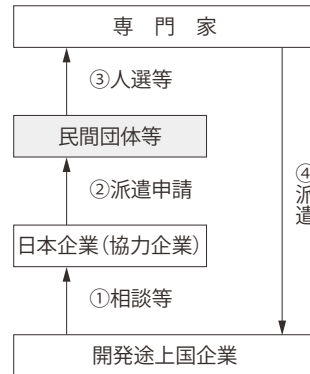 専 門 家
③人選等
民間団体等
②派遣申請
④派遣
日本企業(協力企業)
①相談等
開発途上国企業